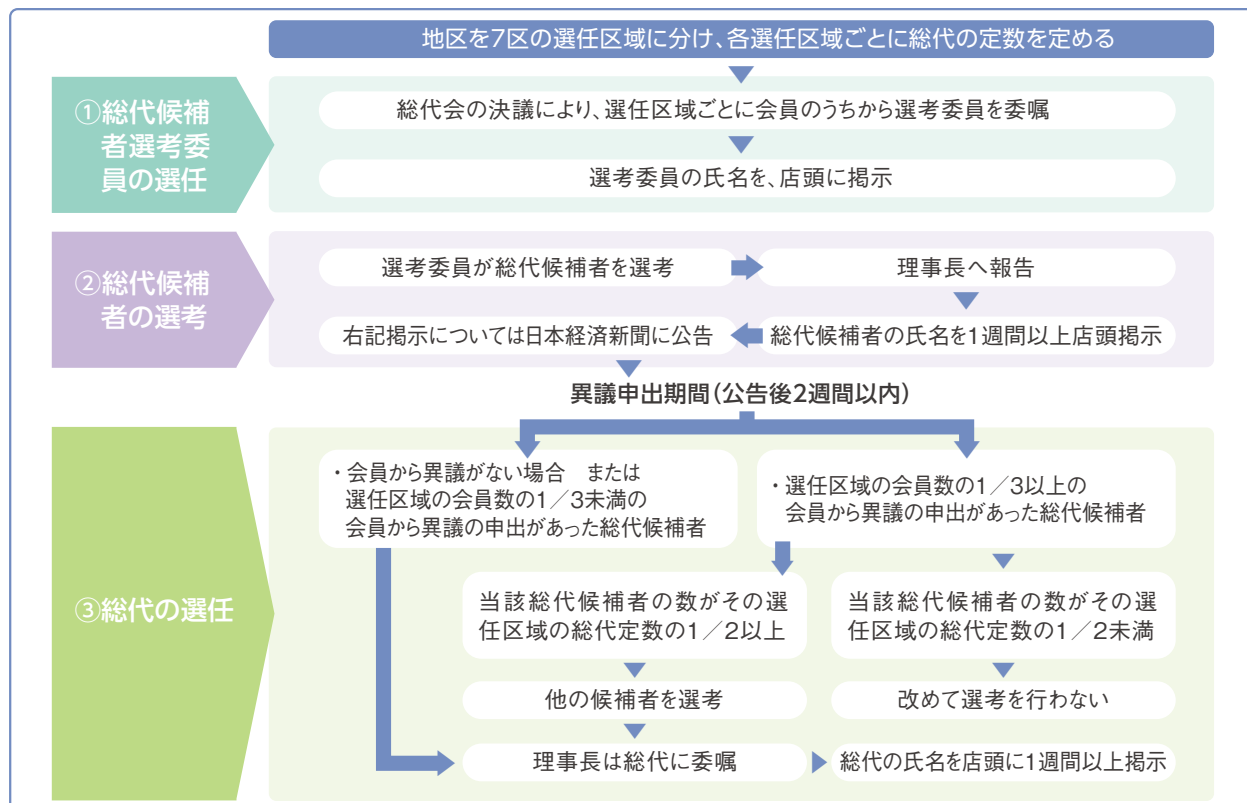 地区を7区の選任区域に分け、各選任区域ごとに総代の定数を定める
①総代候補
者選考委
員の選任
総代会の決議により、選任区域ごとに会員のうちから選考委員を委嘱
選考委員の氏名を、店頭に掲示
②総代候補
者の選考
選考委員が総代候補者を選考
理事長へ報告
右記掲示については日本経済新聞に公告
総代候補者の氏名を1週間以上店頭掲示
異議申出期間(公告後2週間以内)
③総代の選任
・会員から異議がない場合　または
選任区域の会員数の1／3未満の
会員から異議の申出があった総代候補者
・選任区域の会員数の1／3以上の
会員から異議の申出があった総代候補者
当該総代候補者の数がその選
任区域の総代定数の1／2以上
当該総代候補者の数がその選
任区域の総代定数の1／2未満
他の候補者を選考
改めて選考を行わない
理事長は総代に委嘱
総代の氏名を店頭に1週間以上掲示